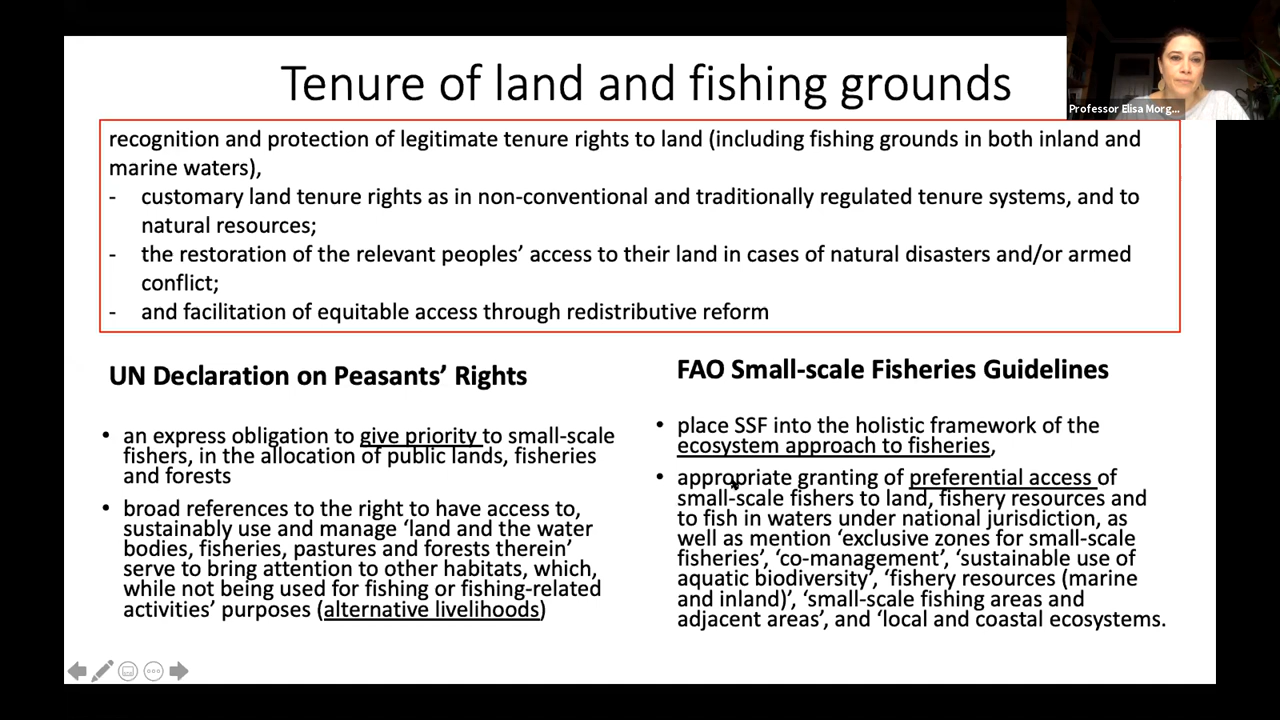 Tenure of land and fishing grounds
Professor Elisa Morg...
recognition and protection of legitimate tenure rights to land (including fishing grounds in both inland and
marine waters),
- customary land tenure rights as in non-conventional and traditionally regulated tenure systems, and to
natural resources;
- the restoration of the relevant peoples’ access to their land in cases of natural disasters and/or armed
conflict;
- and facilitation of equitable access through redistributive reform
UN Declaration on Peasants’ Rights
• an express obligation to give priority to small-scale
fishers, in the allocation of public lands, fisheries
and forests
• broad references to the right to have access to,
sustainably use and manage ‘land and the water
bodies, fisheries, pastures and forests therein’
serve to bring attention to other habitats, which,
while not being used for fishing or fishing-related
activities’ purposes (alternative livelihoods)
FAO Small-scale Fisheries Guidelines
• place SSF into the holistic framework of the
ecosystem approach to fisheries,
• appropriate granting of preferential access of
small-scale fishers to land, fishery resources and
to fish in waters under national jurisdiction, as
well as mention ‘exclusive zones for small-scale
fisheries’, ‘co-management’, ‘sustainable use of
aquatic biodiversity’, ‘fishery resources (marine
and inland)’, ‘small-scale fishing areas and
adjacent areas’, and ‘local and coastal ecosystems.